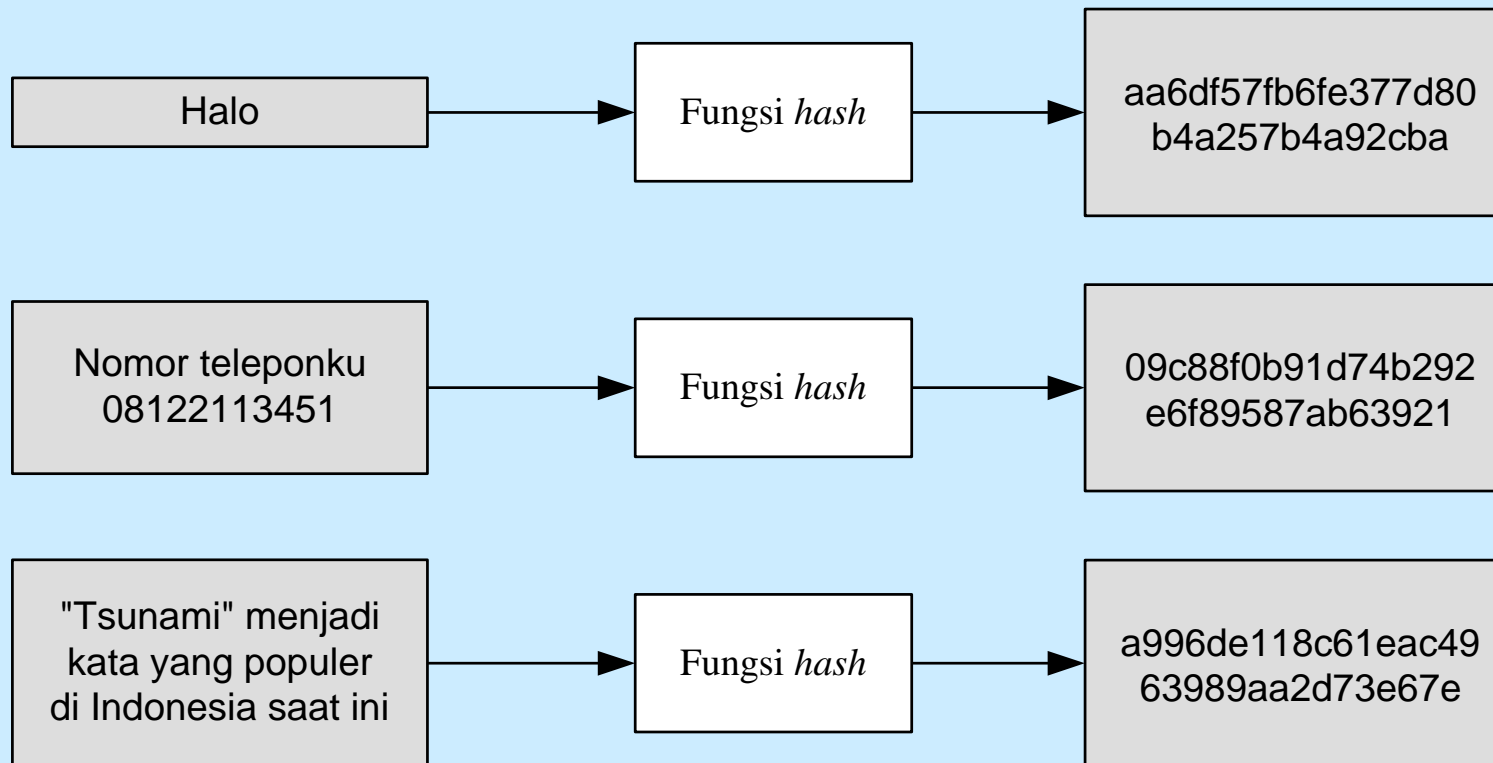 Halo
Fungsi hash
aa6df57fb6fe377d80
b4a257b4a92cba
Nomor teleponku
08122113451
Fungsi hash
09c88f0b91d74b292
e6f89587ab63921
"Tsunami" menjadi
kata yang populer
di Indonesia saat ini
Fungsi hash
a996de118c61eac49
63989aa2d73e67e